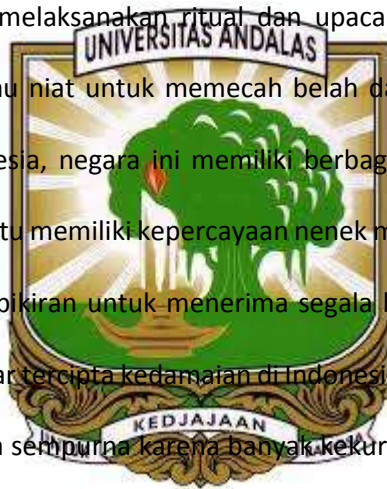 melaksanakan ritual dan upaca
UNIVERSITAS ANDALAS
u niat untuk memecah belah da
esia, negara ini memiliki berbag
tu memiliki kepercayaan nenek m
pikiran untuk menerima segala
ar tercipta kedamaian di Indonesi
KEDJAJAAN
sempurna karena banyak kekur